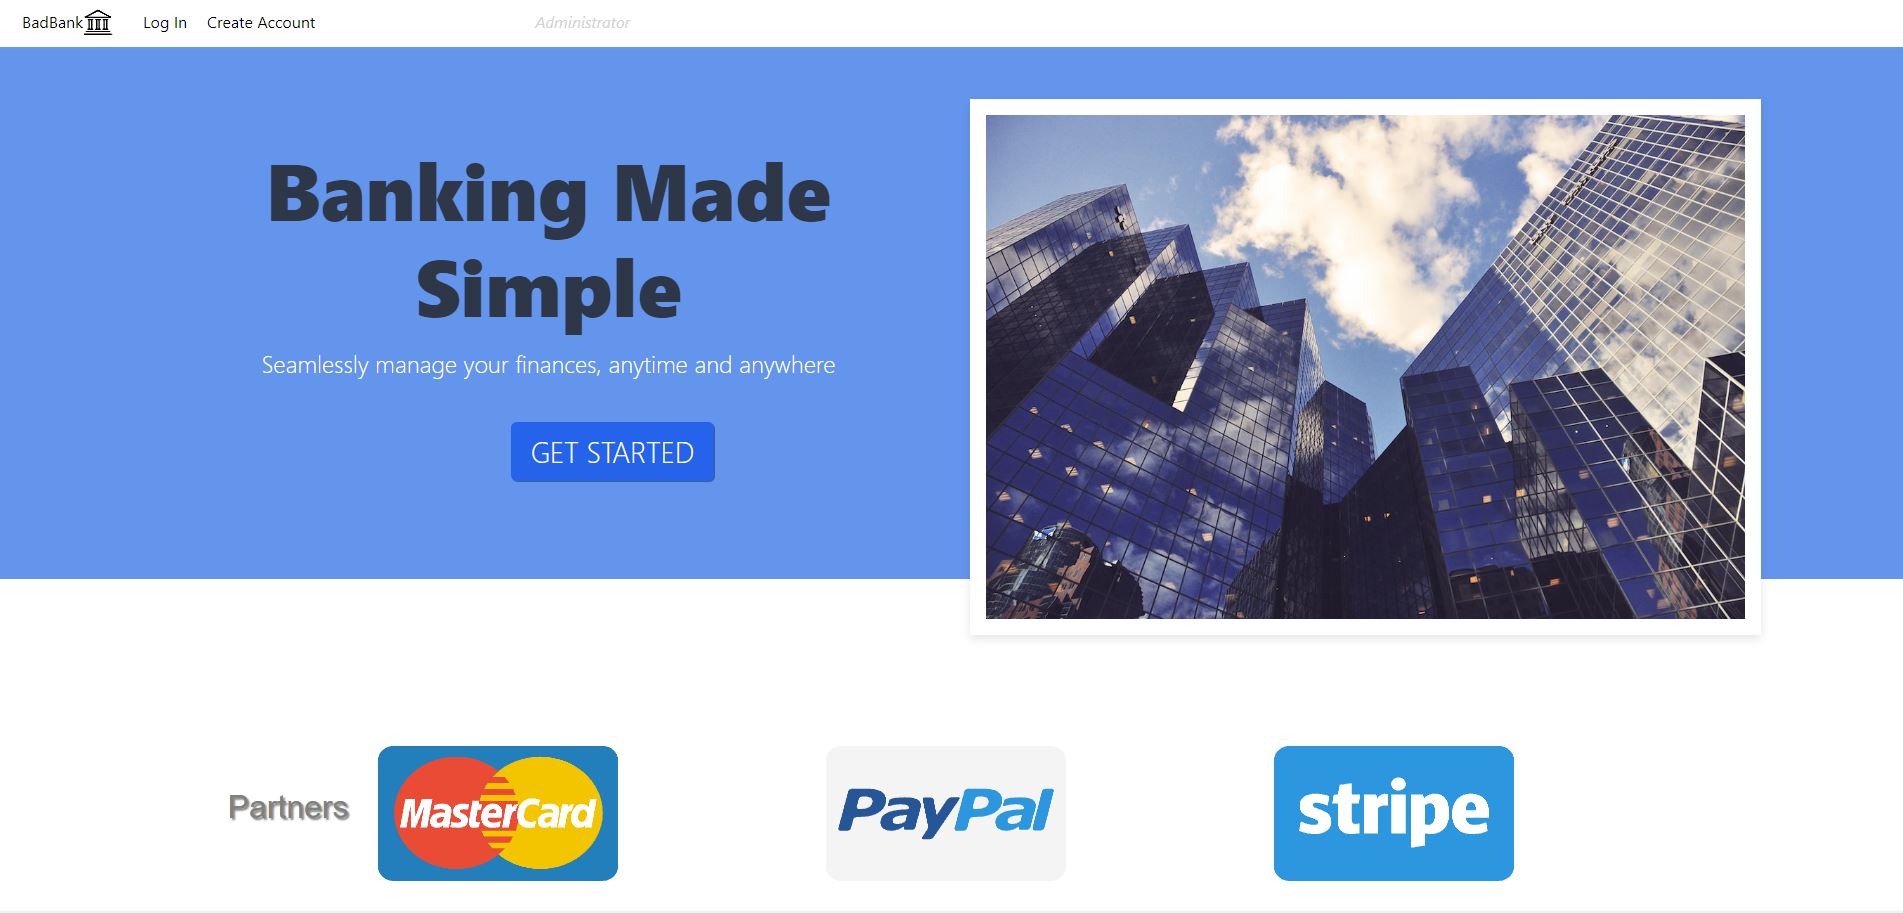 BadBank Log In Create Account Administrator
Banking Made
Simple
Seamlessly manage your finances, anytime and anywhere
GET STARTED
Partners MasterCard PayPal stripe